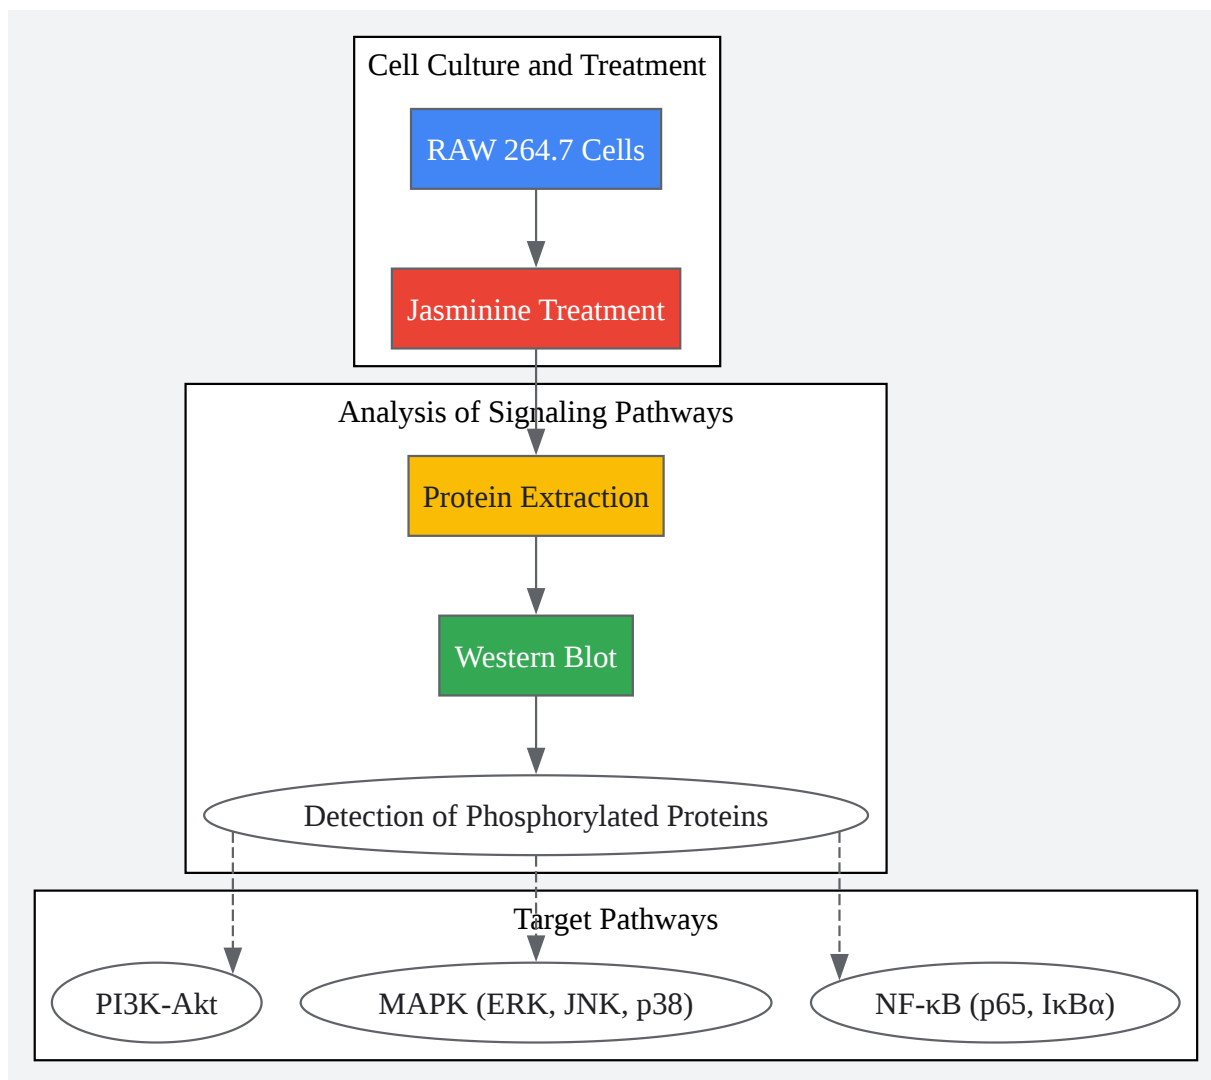 Cell Culture and Treatment
RAW 264.7 Cells
Jasminine Treatment
Analysis of Signaling Pathways
Protein Extraction
Western Blot
Detection of Phosphorylated Proteins
Target Pathways
PI3K-Akt
MAPK (ERK, JNK, p38)
NF-κB (p65, IκBα)